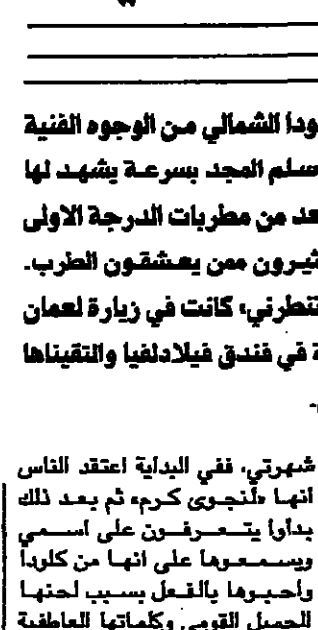 ودا الشمالي من الوجوه الفنية
سلم المجد بسرعة يشهد لها
عد من مطربات الدرجة الاولى
ثيرون ممن يعشقون الطرب.
تنطرني، كانت في زيارة لعمان
ة في فندق فيلادلفيا والتقيناها
شهرتي، ففي البداية اعتقد الناس
انها «لنجوى كرم» ثم بعد ذلك
بدأوا يتعرفون على اسمي
ويسمعوها على انها من كلودا
واحبوها بالفعل بسبب لحنها
الجميل القومي وكلماتها العاطفية